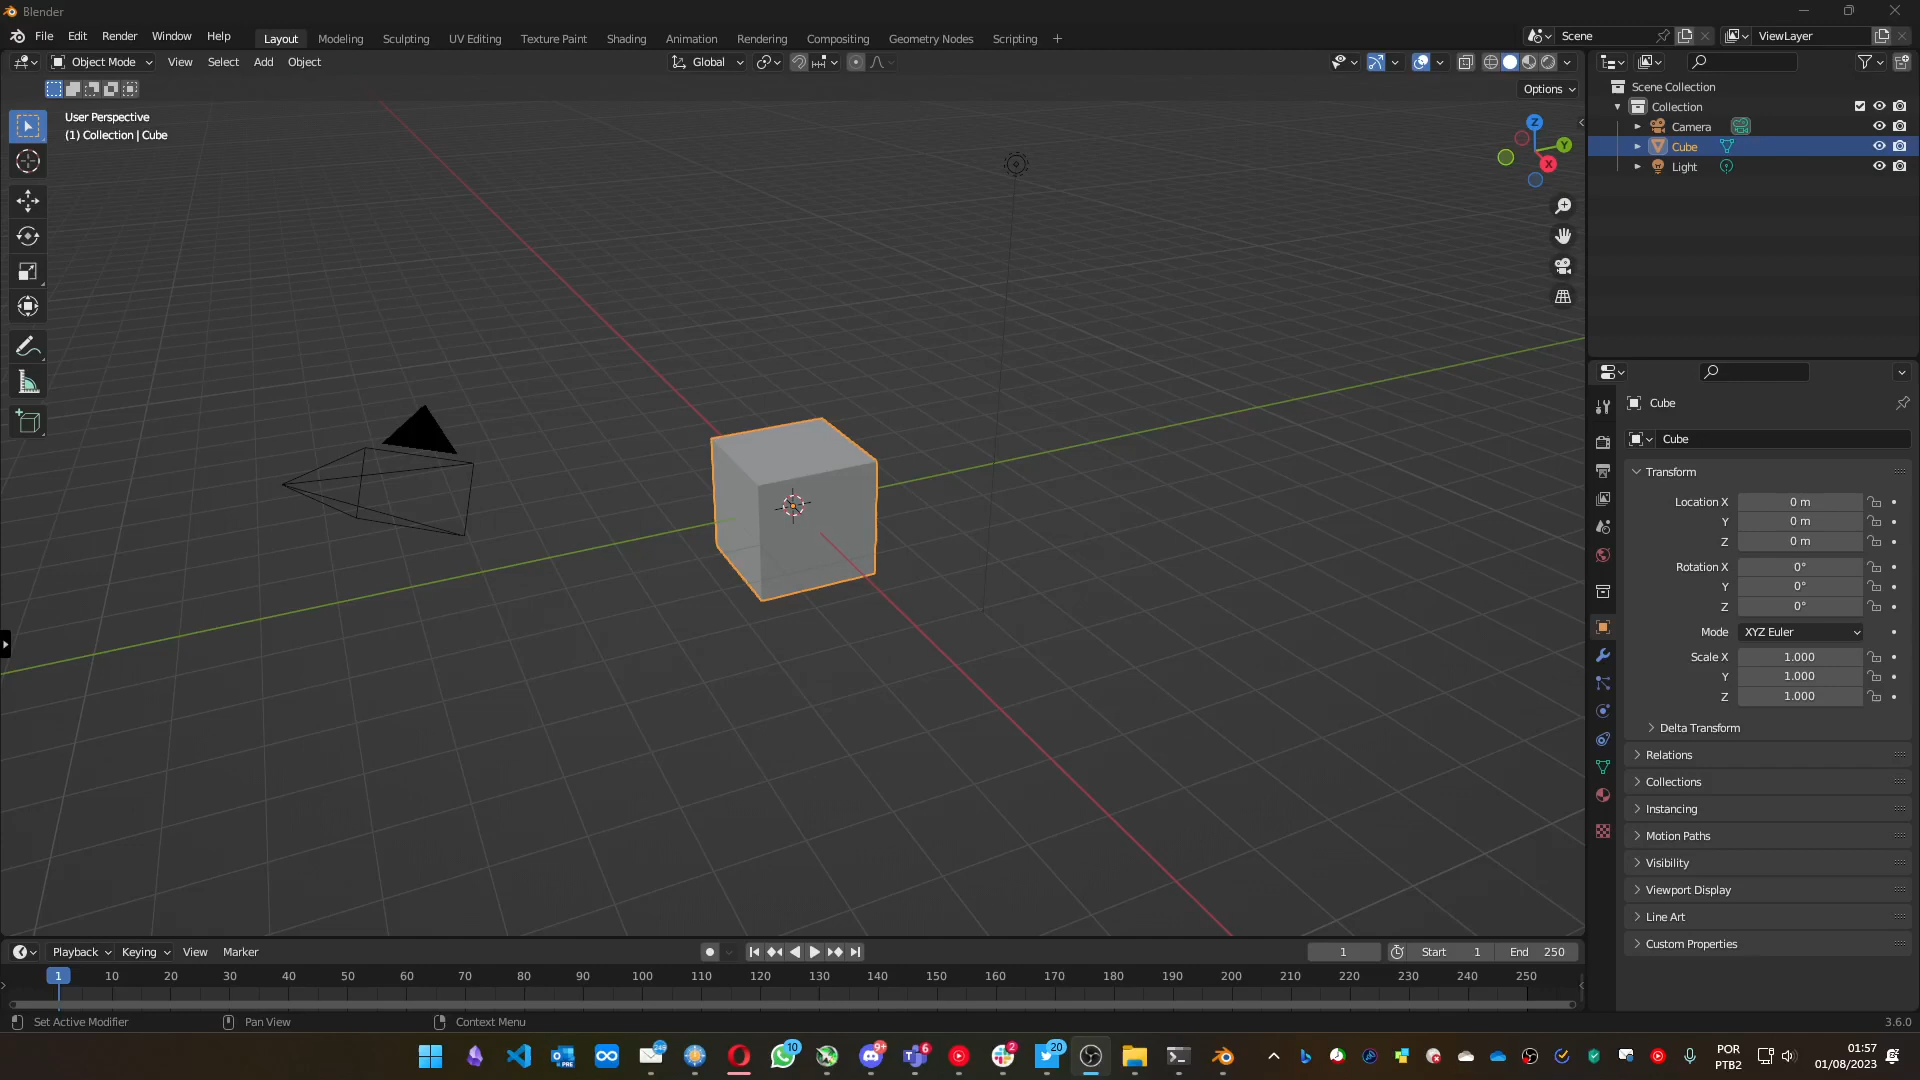 Blender
File Edit Render Window Help Layout Modeling Sculpting UV Editing Texture Paint Shading Animation Rendering Compositing Geometry Nodes Scripting + Scene ViewLayer
Object Mode View Select Add Object Global
Options
User Perspective
(1) Collection | Cube
Z
Y
X
Scene Collection
Collection
Camera
Cube
Light
Cube
Cube
Transform
Location X 0 m
Y 0 m
Z 0 m
Rotation X 0°
Y 0°
Z 0°
Mode XYZ Euler
Scale X 1.000
Y 1.000
Z 1.000
Delta Transform
Relations
Collections
Instancing
Motion Paths
Visibility
Viewport Display
Line Art
Custom Properties
Playback Keying View Marker 1 Start 1 End 250
1 10 20 30 40 50 60 70 80 90 100 110 120 130 140 150 160 170 180 190 200 210 220 230 240 250
Set Active Modifier Pan View Context Menu 3.6.0
10 9+ 6 2 20
POR
PTB2
01:57
01/08/2023